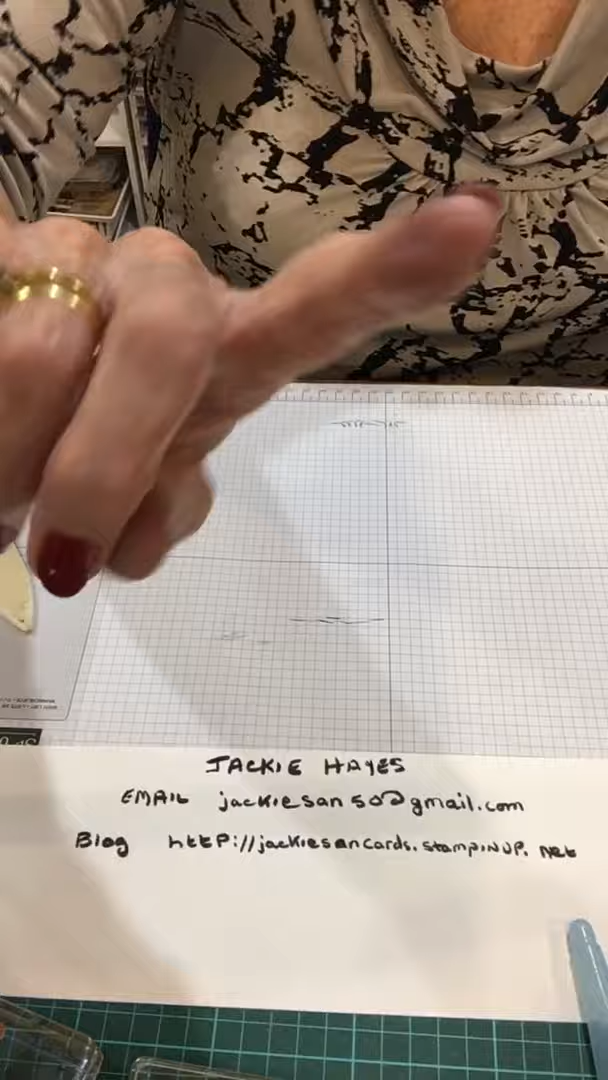 JACKIE HAYES
EMAIL jackiesan50@gmail.com
Blog http://jackiesancards.stampinup.net